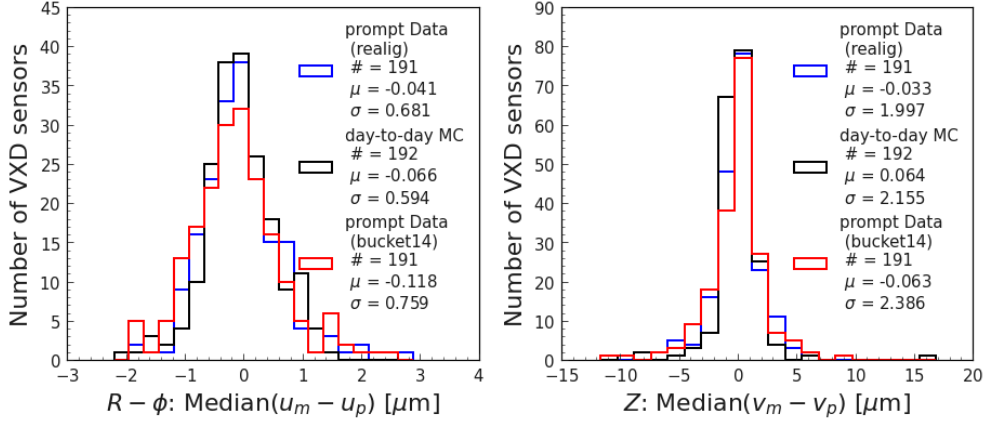 45
40
35
30
25
20
15
10
5
0
Number of VXD sensors
prompt Data
(realig)
# = 191
μ = -0.041
σ = 0.681
day-to-day MC
# = 192
μ = -0.066
σ = 0.594
prompt Data
(bucket14)
# = 191
μ = -0.118
σ = 0.759
−3 −2 −1 0 1 2 3 4
R − ϕ: Median(u_m − u_p) [μm]
90
80
70
60
50
40
30
20
10
0
Number of VXD sensors
prompt Data
(realig)
# = 191
μ = -0.033
σ = 1.997
day-to-day MC
# = 192
μ = 0.064
σ = 2.155
prompt Data
(bucket14)
# = 191
μ = -0.063
σ = 2.386
−15 −10 −5 0 5 10 15 20
Z: Median(v_m − v_p) [μm]